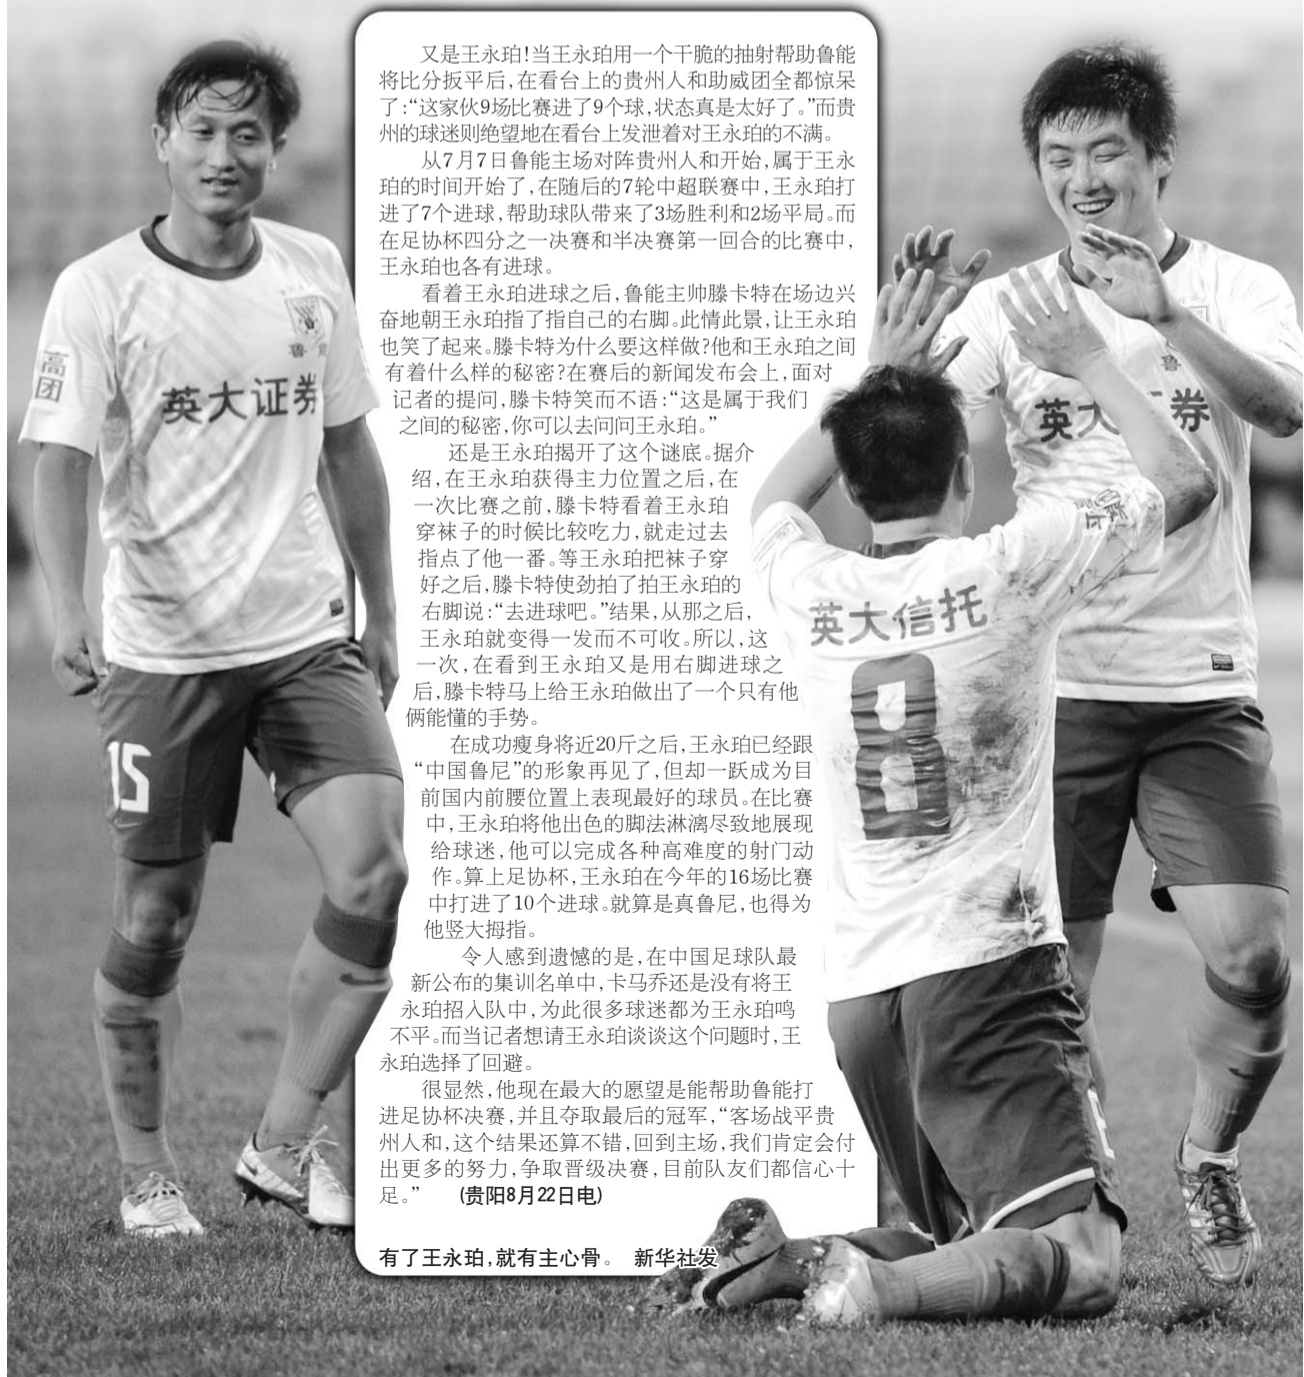 又是王永珀！当王永珀用一个干脆的抽射帮助鲁能
将比分扳平后，在看台上的贵州人和助威团全都惊呆
了：“这家伙9场比赛进了9个球，状态真是太好了。”而贵
州的球迷则绝望地在看台上发泄着对王永珀的不满。
从7月7日鲁能主场对阵贵州人和开始，属于王永
珀的时间开始了，在随后的7轮中超联赛中，王永珀打
进了7个进球，帮助球队带来了3场胜利和2场平局。而
在足协杯四分之一决赛和半决赛第一回合的比赛中，
王永珀也各有进球。
看着王永珀进球之后，鲁能主帅滕卡特在场边兴
奋地朝王永珀指了指自己的右脚。此情此景，让王永珀
也笑了起来。滕卡特为什么要这样做？他和王永珀之间
有着什么样的秘密？在赛后的新闻发布会上，面对
记者的提问，滕卡特笑而不语：“这是属于我们
之间的秘密，你可以去问问王永珀。”
还是王永珀揭开了这个谜底。据介
绍，在王永珀获得主力位置之后，在
一次比赛之前，滕卡特看着王永珀
穿袜子的时候比较吃力，就走过去
指点了他一番。等王永珀把袜子穿
好之后，滕卡特使劲拍了拍王永珀的
右脚说：“去进球吧。”结果，从那之后，
王永珀就变得一发而不可收。所以，这
一次，在看到王永珀又是用右脚进球之
后，滕卡特马上给王永珀做出了一个只有他
俩能懂的手势。
在成功瘦身将近20斤之后，王永珀已经跟
“中国鲁尼”的形象再见了，但却一跃成为目
前国内前腰位置上表现最好的球员。在比赛
中，王永珀将他出色的脚法淋漓尽致地展现
给球迷，他可以完成各种高难度的射门动
作。算上足协杯，王永珀在今年的16场比赛
中打进了10个进球。就算是真鲁尼，也得为
他竖大拇指。
令人感到遗憾的是，在中国足球队最
新公布的集训名单中，卡马乔还是没有将王
永珀招入队中，为此很多球迷都为王永珀鸣
不平。而当记者想请王永珀谈谈这个问题时，王
永珀选择了回避。
很显然，他现在最大的愿望是能帮助鲁能打
进足协杯决赛，并且夺取最后的冠军，“客场战平贵
州人和，这个结果还算不错，回到主场，我们肯定会付
出更多的努力，争取晋级决赛，目前队友们都信心十
足。” （贵阳8月22日电）
有了王永珀，就有主心骨。 新华社发
高
团
英大证券
15
英大 证券
鲁
英大信托
8